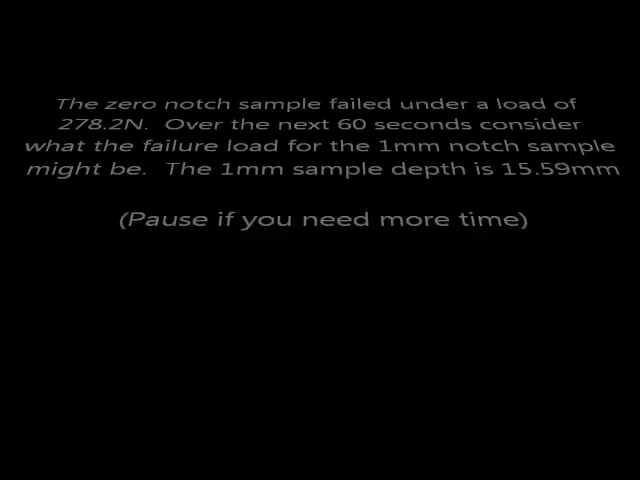 The zero notch sample failed under a load of
278.2N.  Over the next 60 seconds consider
what the failure load for the 1mm notch sample
might be.  The 1mm sample depth is 15.59mm
(Pause if you need more time)